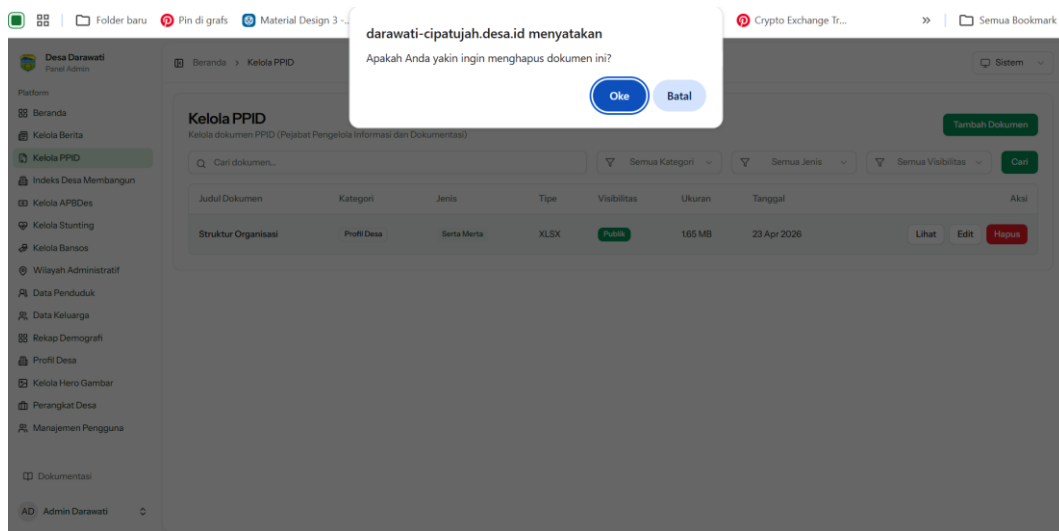 Folder baru
Pin di grafs
Material Design 3 -...
Crypto Exchange Tr...
Semua Bookmark
darawati-cipatujah.desa.id menyatakan
Apakah Anda yakin ingin menghapus dokumen ini?
Oke
Batal
Desa Darawati
Panel Admin
Beranda > Kelola PPID
Sistem
Platform
Beranda
Kelola Berita
Kelola PPID
Indeks Desa Membangun
Kelola APBDes
Kelola Stunting
Kelola Bansos
Wilayah Administratif
Data Penduduk
Data Keluarga
Rekap Demografi
Profil Desa
Kelola Hero Gambar
Perangkat Desa
Manajemen Pengguna
Dokumentasi
AD Admin Darawati
Kelola PPID
Kelola dokumen PPID (Pejabat Pengelola Informasi dan Dokumentasi)
Tambah Dokumen
Cari dokumen...
Semua Kategori
Semua Jenis
Semua Visibilitas
Cari
Judul Dokumen Kategori Jenis Tipe Visibilitas Ukuran Tanggal Aksi
Struktur Organisasi Profil Desa Serta Merta XLSX Publik 1.65 MB 23 Apr 2026 Lihat Edit Hapus